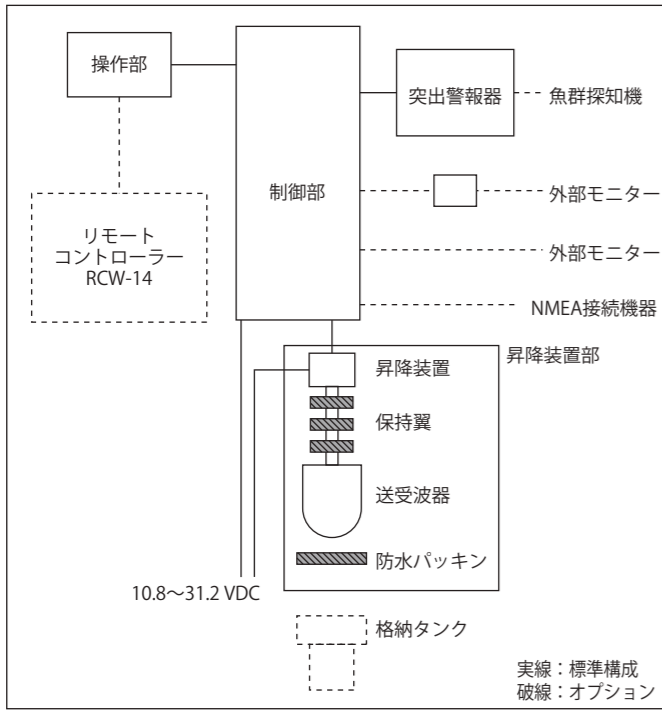 操作部
突出警報器
魚群探知機
制御部
外部モニター
リモート
コントローラー
RCW-14
外部モニター
NMEA接続機器
昇降装置部
昇降装置
保持翼
送受波器
防水パッキン
10.8～31.2 VDC
格納タンク
実線：標準構成
破線：オプション